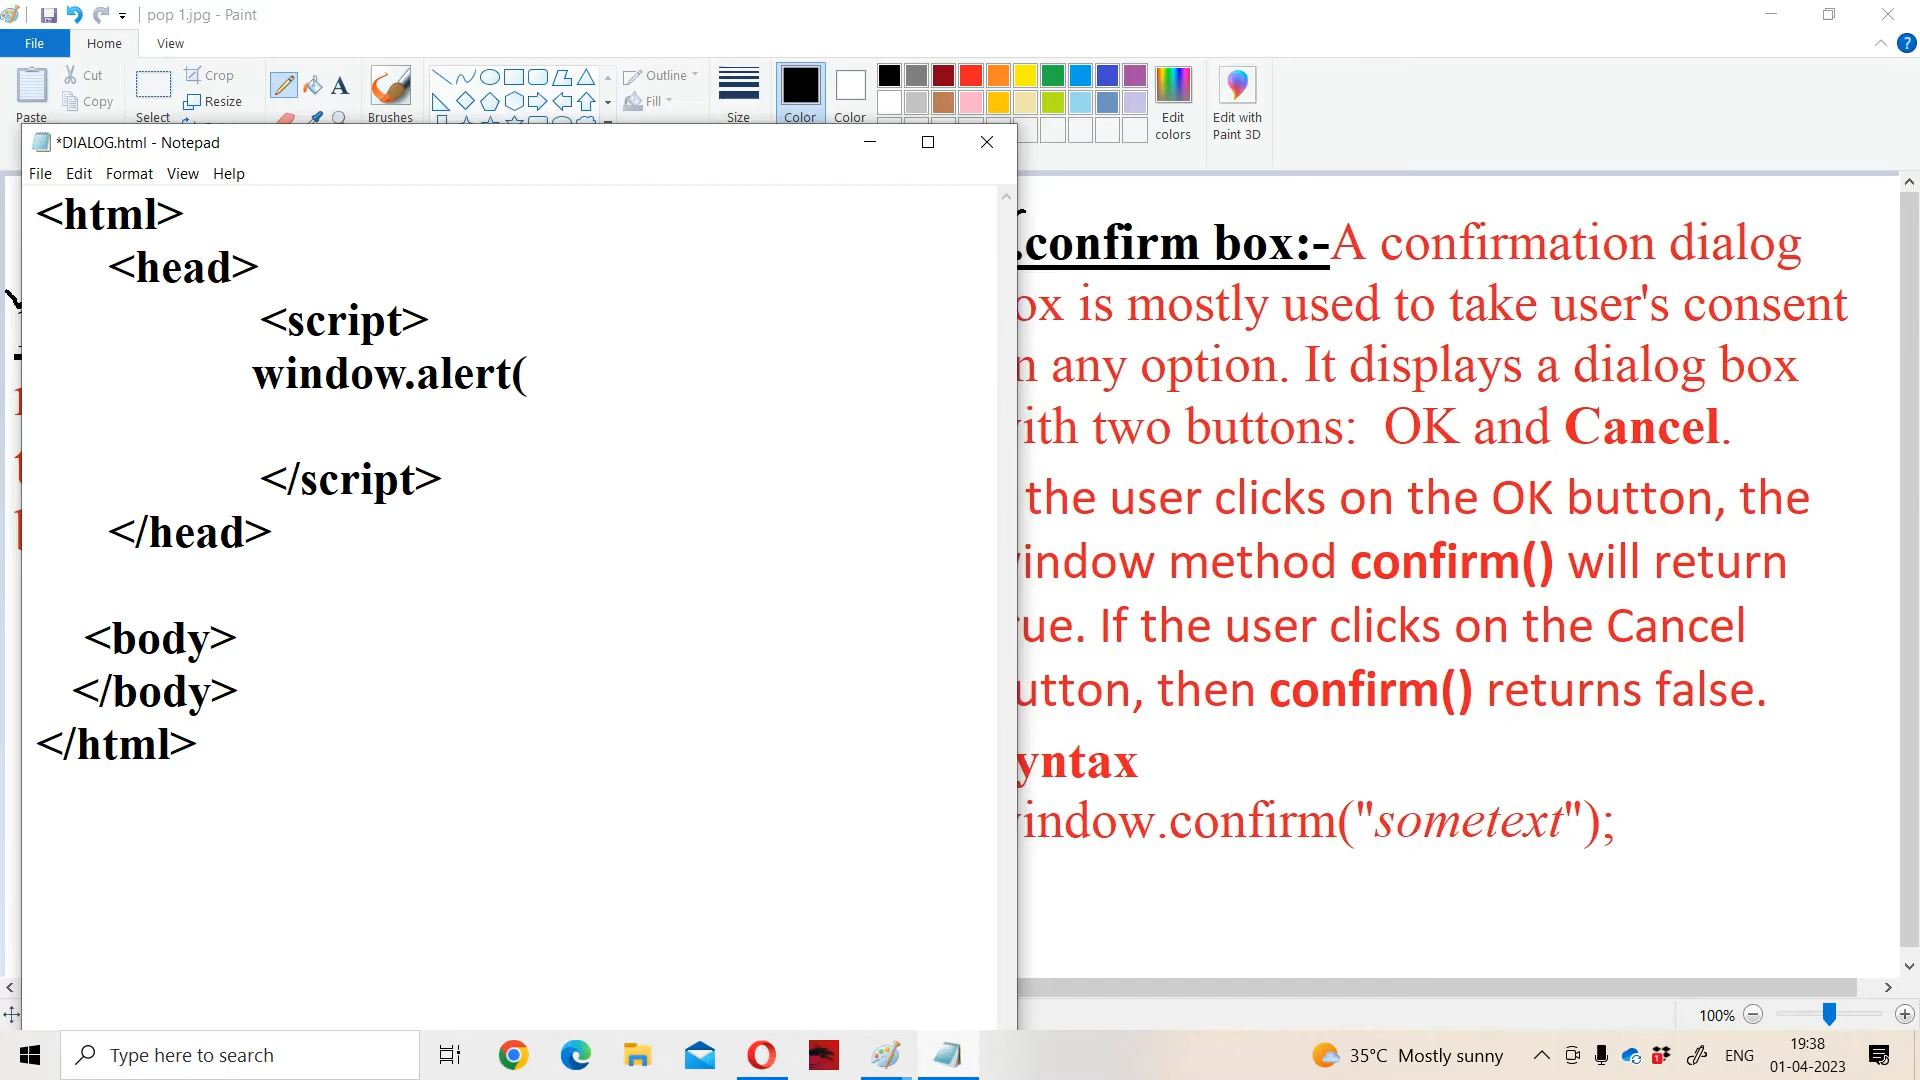 pop 1.jpg - Paint
File Home View
Cut
Copy
Paste
Select
Crop
Resize
Brushes
Outline
Fill
Size
Color
Color
Edit
colors
Edit with
Paint 3D
*DIALOG.html - Notepad
File Edit Format View Help
<html>
<head>
<script>
window.alert(
</script>
</head>
<body>
</body>
</html>
.confirm box:-A confirmation dialog
ox is mostly used to take user's consent
n any option. It displays a dialog box
ith two buttons: OK and Cancel.
the user clicks on the OK button, the
indow method confirm() will return
rue. If the user clicks on the Cancel
utton, then confirm() returns false.
yntax
indow.confirm("sometext");
100%
Type here to search
35°C Mostly sunny
ENG
19:38
01-04-2023